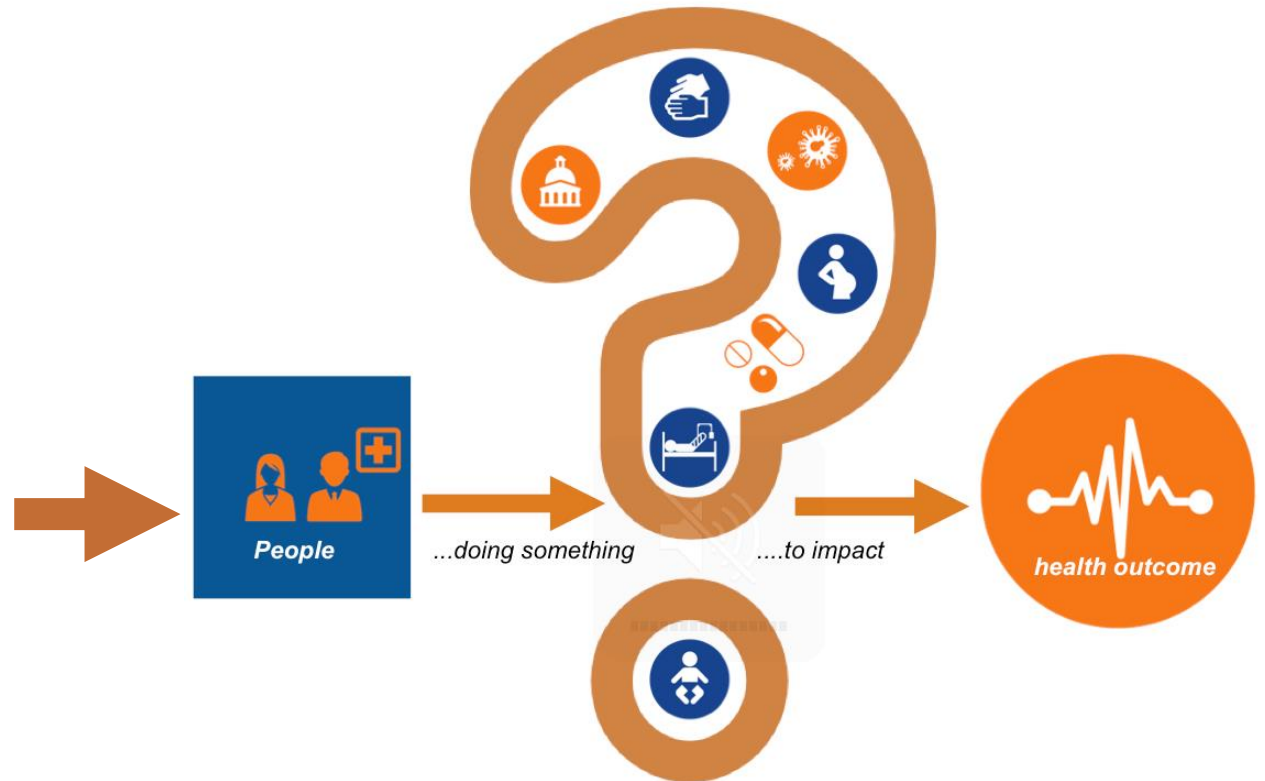 People
...doing something
....to impact
health outcome